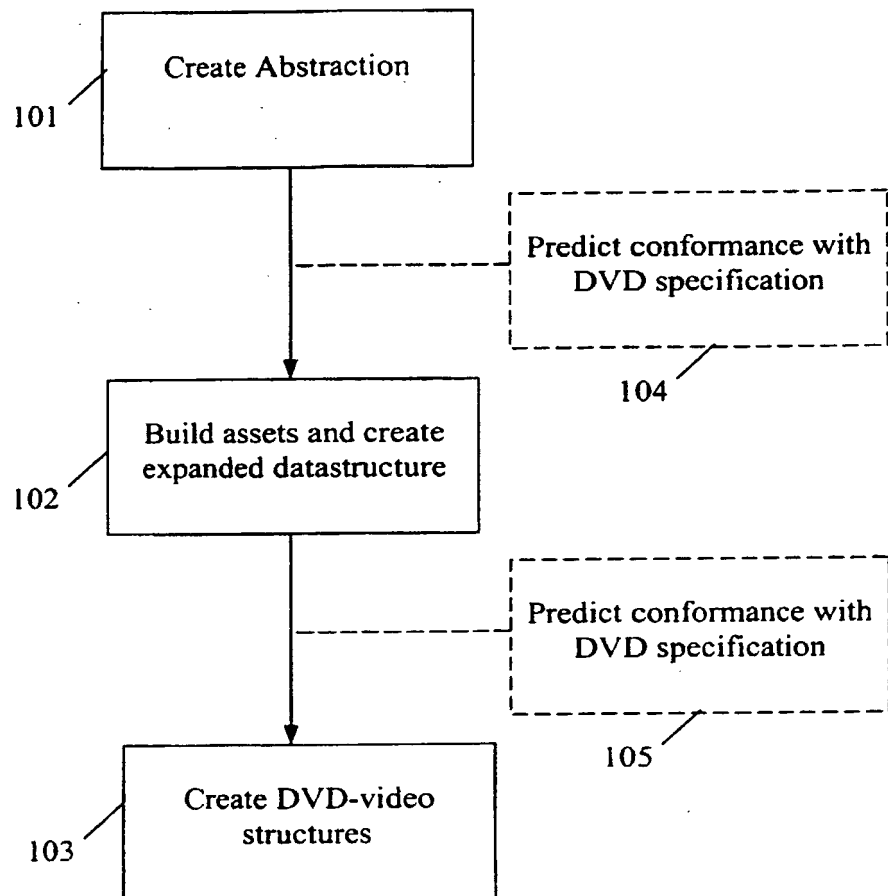 Create Abstraction
101
Predict conformance with
DVD specification
104
Build assets and create
expanded datastructure
102
Predict conformance with
DVD specification
105
Create DVD-video
structures
103